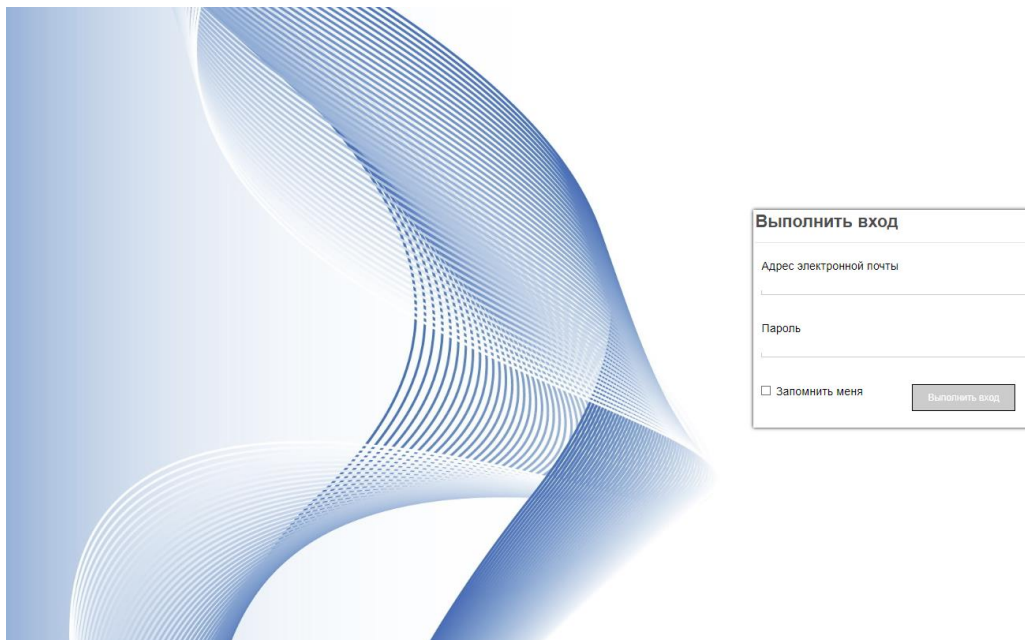 Выполнить вход
Адрес электронной почты
Пароль
Запомнить меня
Выполнить вход